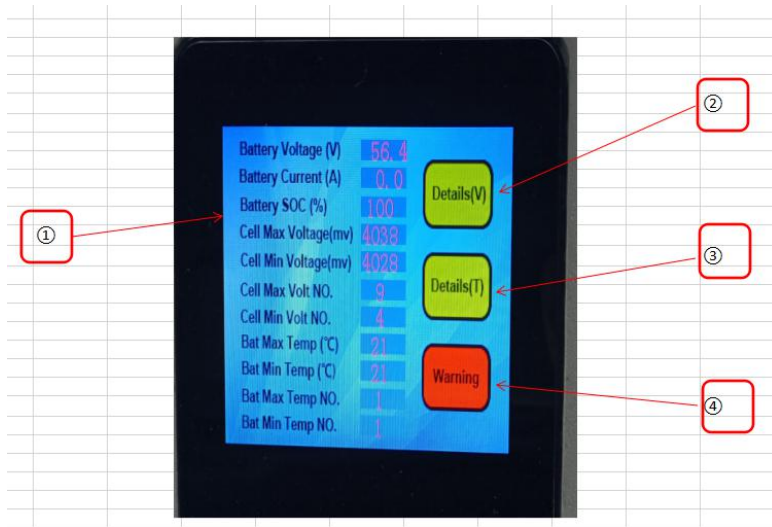 Battery Voltage (V) 56.4
Battery Current (A) 0.0
Battery SOC (%) 100
Cell Max Voltage(mv) 4038
Cell Min Voltage(mv) 4028
Cell Max Volt NO. 9
Cell Min Volt NO. 4
Bat Max Temp (℃) 21
Bat Min Temp (℃) 21
Bat Max Temp NO. 1
Bat Min Temp NO. 1
Details(V)
Details(T)
Warning
①
②
③
④